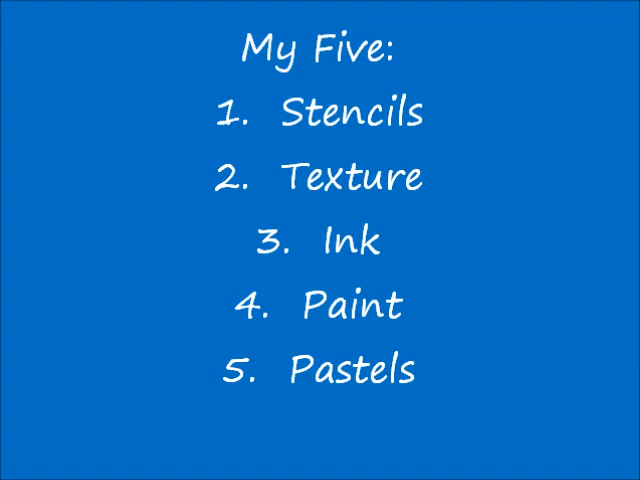 My Five:
1. Stencils
2. Texture
3. Ink
4. Paint
5. Pastels